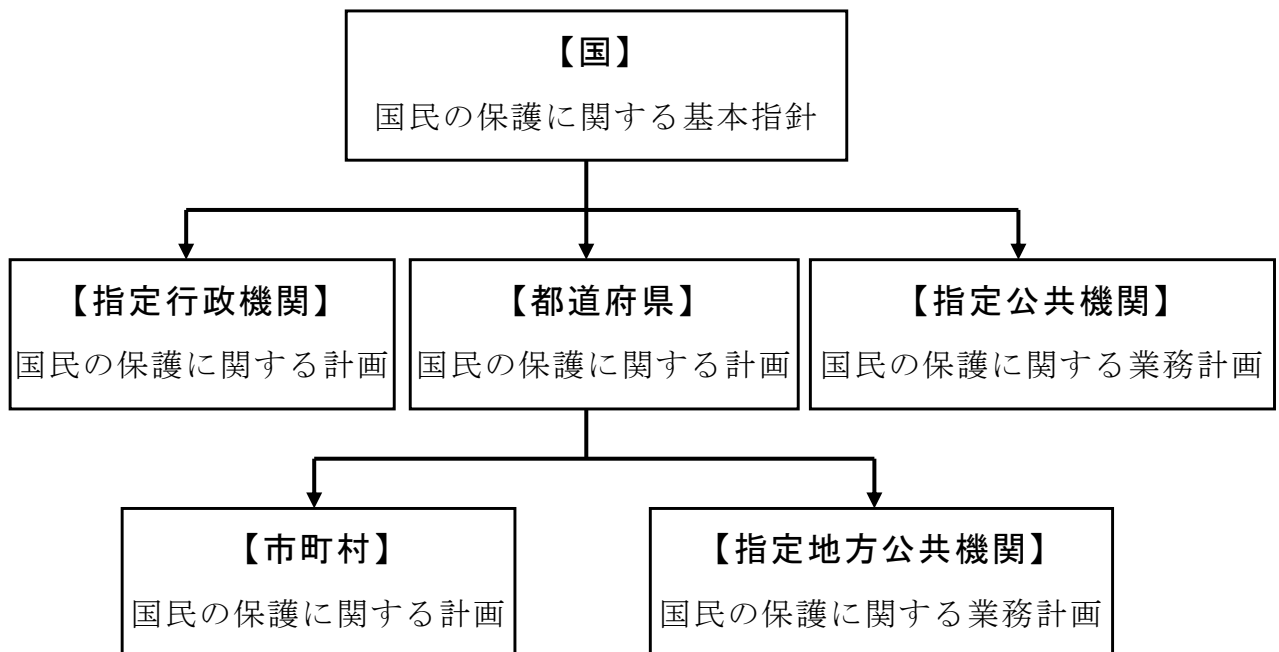 【国】
国民の保護に関する基本指針
【指定行政機関】
国民の保護に関する計画
【都道府県】
国民の保護に関する計画
【指定公共機関】
国民の保護に関する業務計画
【市町村】
国民の保護に関する計画
【指定地方公共機関】
国民の保護に関する業務計画